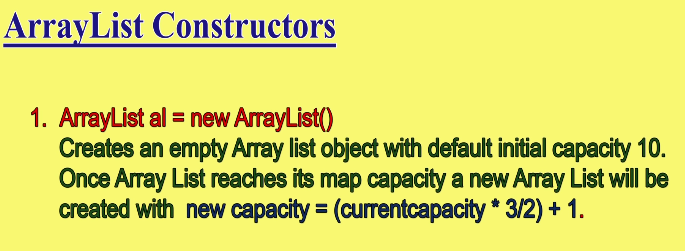 ArrayList Constructors
1. ArrayList al = new ArrayList()
Creates an empty Array list object with default initial capacity 10.
Once Array List reaches its map capacity a new Array List will be
created with new capacity = (currentcapacity * 3/2) + 1.